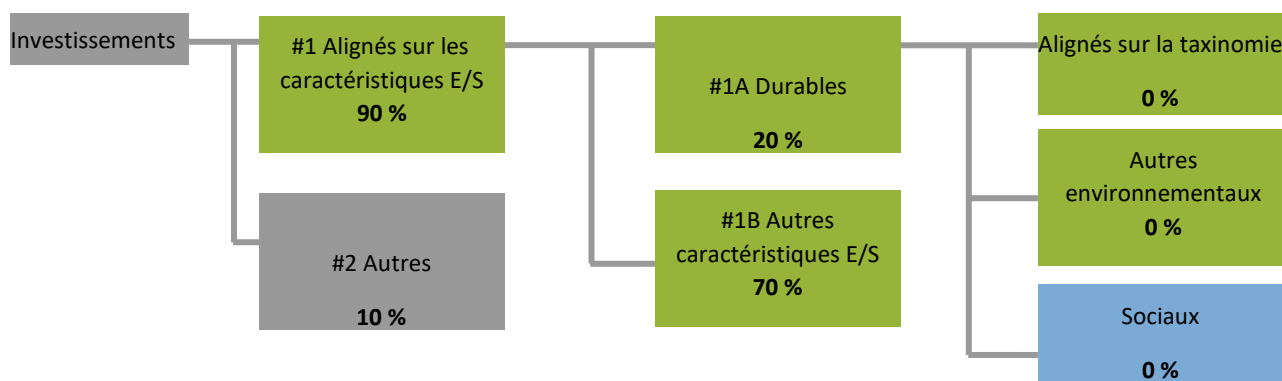 Investissements
#1 Alignés sur les
caractéristiques E/S
90 %
#2 Autres
10 %
#1A Durables
20 %
#1B Autres
caractéristiques E/S
70 %
Alignés sur la taxinomie
0 %
Autres
environnementaux
0 %
Sociaux
0 %